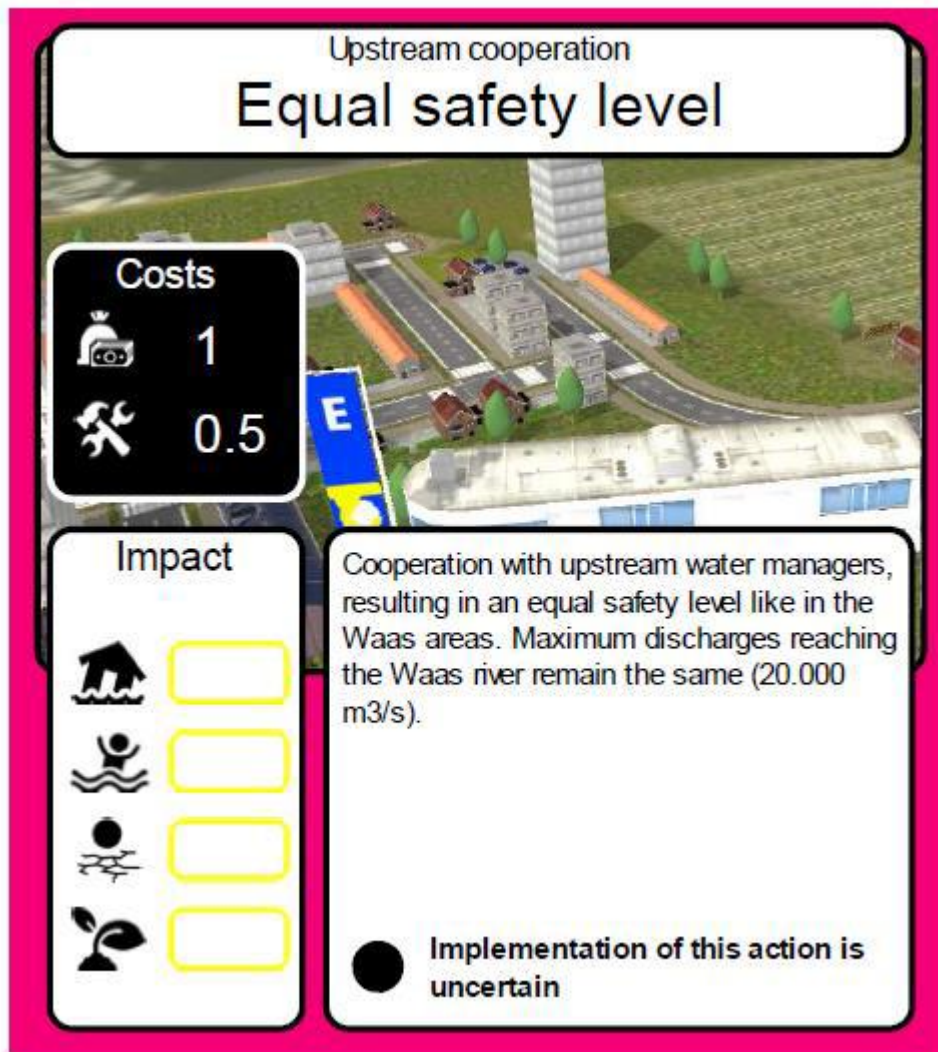 Upstream cooperation
Equal safety level
Costs
1
0.5
E
Impact
Cooperation with upstream water managers,
resulting in an equal safety level like in the
Waas areas. Maximum discharges reaching
the Waas river remain the same (20.000
m3/s).
Implementation of this action is
uncertain